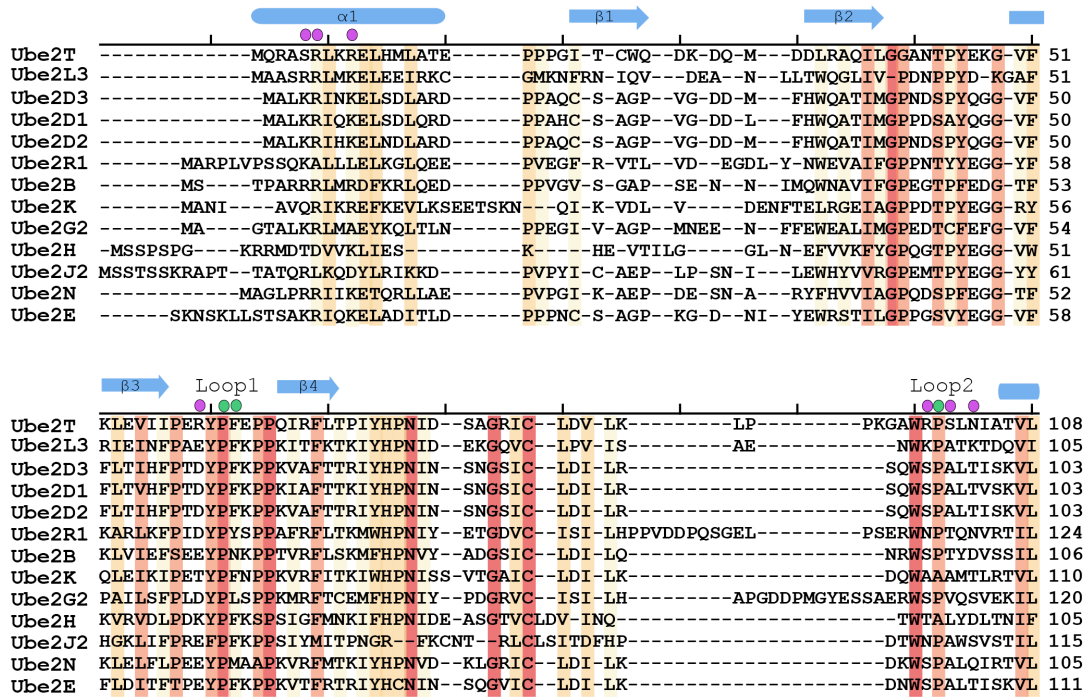 α1 β1 β2
Ube2T -------------MQRASRLKRELHMLATE------PPPGI-T-CWQ--DK-DQ-M---DDLRAQILGGANTPYEKG-VF 51
Ube2L3 -------------MAASRRLMKELEEIRKC------GMKNFRN-IQV---DEA--N--LLTWQGLIV-PDNPPYD-KGAF 51
Ube2D3 --------------MALKRINKELSDLARD------PPAQC-S-AGP--VG-DD-M---FHWQATIMGPNDSPYQGG-VF 50
Ube2D1 --------------MALKRIQKELSDLQRD------PPAHC-S-AGP--VG-DD-L---FHWQATIMGPPDSAYQGG-VF 50
Ube2D2 --------------MALKRIHKELNDLARD------PPAQC-S-AGP--VG-DD-M---FHWQATIMGPNDSPYQGG-VF 50
Ube2R1 -------MARPLVPSSQKALLLELKGLQEE------PVEGF-R-VTL--VD--EGDL-Y-NWEVAIFGPPNTYYEGG-YF 58
Ube2B -------MS----TPARRRLMRDFKRLQED------PPVGV-S-GAP--SE-N--N--IMQWNAVIFGPEGTPFEDG-TF 53
Ube2K -------MANI----AVQRIKREFKEVLKSEETSKN---QI-K-VDL--V-----DENFTELRGEIAGPPDTYPEGG-RY 56
Ube2G2 -------MA----GTALKRLMAEYKQLTLN------PPEGI-V-AGP--MNEE--N--FFEWEALIMGPEDTCFEFG-VF 54
Ube2H -MSSPSPG----KRRMDTDVVKLIES----------K-----HE-VTILG-----GL-N-EFVVKFYGPQGTPYEGG-VW 51
Ube2J2 MSSTSSKRAPT---TATQRLKQDYLRIKKD------PVPYI-C-AEP--LP-SN-I---LEWHYVVRGPEMTPYEGG-YY 61
Ube2N ------------MAGLPRRIIKETQRLLAE------PVPGI-K-AEP--DE-SN-A---RYFHVVIAGPQDSPFEGG-TF 52
Ube2E ------SKNSKLLSTSAKRIQKELADITLD------PPPNC-S-AGP--KG-D--NI--YEWRSTILGPPGSVYEGG-VF 58
β3 Loop1 β4 Loop2
Ube2T KLEVIIPERYPFEPPQIRFLTPIYHPNID--SAGRIC--LDV-LK--------------------PKGAWRPSLNIATVL 108
Ube2L3 RIEINFPAEYPFKPPKITFKTKIYHPNID--EKGQVC--LPV-IS---------AE---------NWKPATKTDQVI 105
Ube2D3 FLTIHFPTDYPFKPPKVAFTTRIYHPNIN--SNGSIC--LDI-LR----------------------SQWSPALTISKVL 103
Ube2D1 FLTVHFPTDYPFKPPKIAFTTKIYHPNIN--SNGSIC--LDI-LR----------------------SQWSPALTVSKVL 103
Ube2D2 FLTIHFPTDYPFKPPKVAFTTRIYHPNIN--SNGSIC--LDI-LR----------------------SQWSPALTISKVL 103
Ube2R1 KARLKFPIDYPYSPPAFRFLTKMWHPNIY--ETGDVC--ISI-LHPPVDDPQSGEL---------PSERWNPTQNVRTIL 124
Ube2B KLVIEFSEEYPNKPPTVRFLSKMFHPNVY--ADGSIC--LDI-LQ----------------------NRWSPTYDVSSIL 106
Ube2K QLEIKIPETYPFNPPKVRFITKIWHPNISS--VTGAIC--LDI-LK----------------------DQWAAAMTLRTVL 110
Ube2G2 PAILSFPLDYPLSPPKMRFTCEMFHPNIY--PDGRVC--ISI-LH---------APGDDPMGYESSAERWSPVQSVEKIL 120
Ube2H KVRVDLPDKYPFKSPSIGFMNKIFHPNIDEASGTVCLDV-INQ-----------------------TWTALYDLTNIF 105
Ube2J2 HGKLIFPREFPFKPPSIYMITPNGR--FKCNT--RLCLSITDFHP----------------------DTWNPAWSVSTIL 115
Ube2N KLELFLPEEYPMAAPKVRFMTKIYHPNVD--KLGRIC--LDI-LK----------------------DKWSPALQIRTVL 105
Ube2E FLDITFTPEYPFKPPKVTFRTRIYHCNIN--SQGVIC--LDI-LK----------------------DNWSPALTISKVL 111